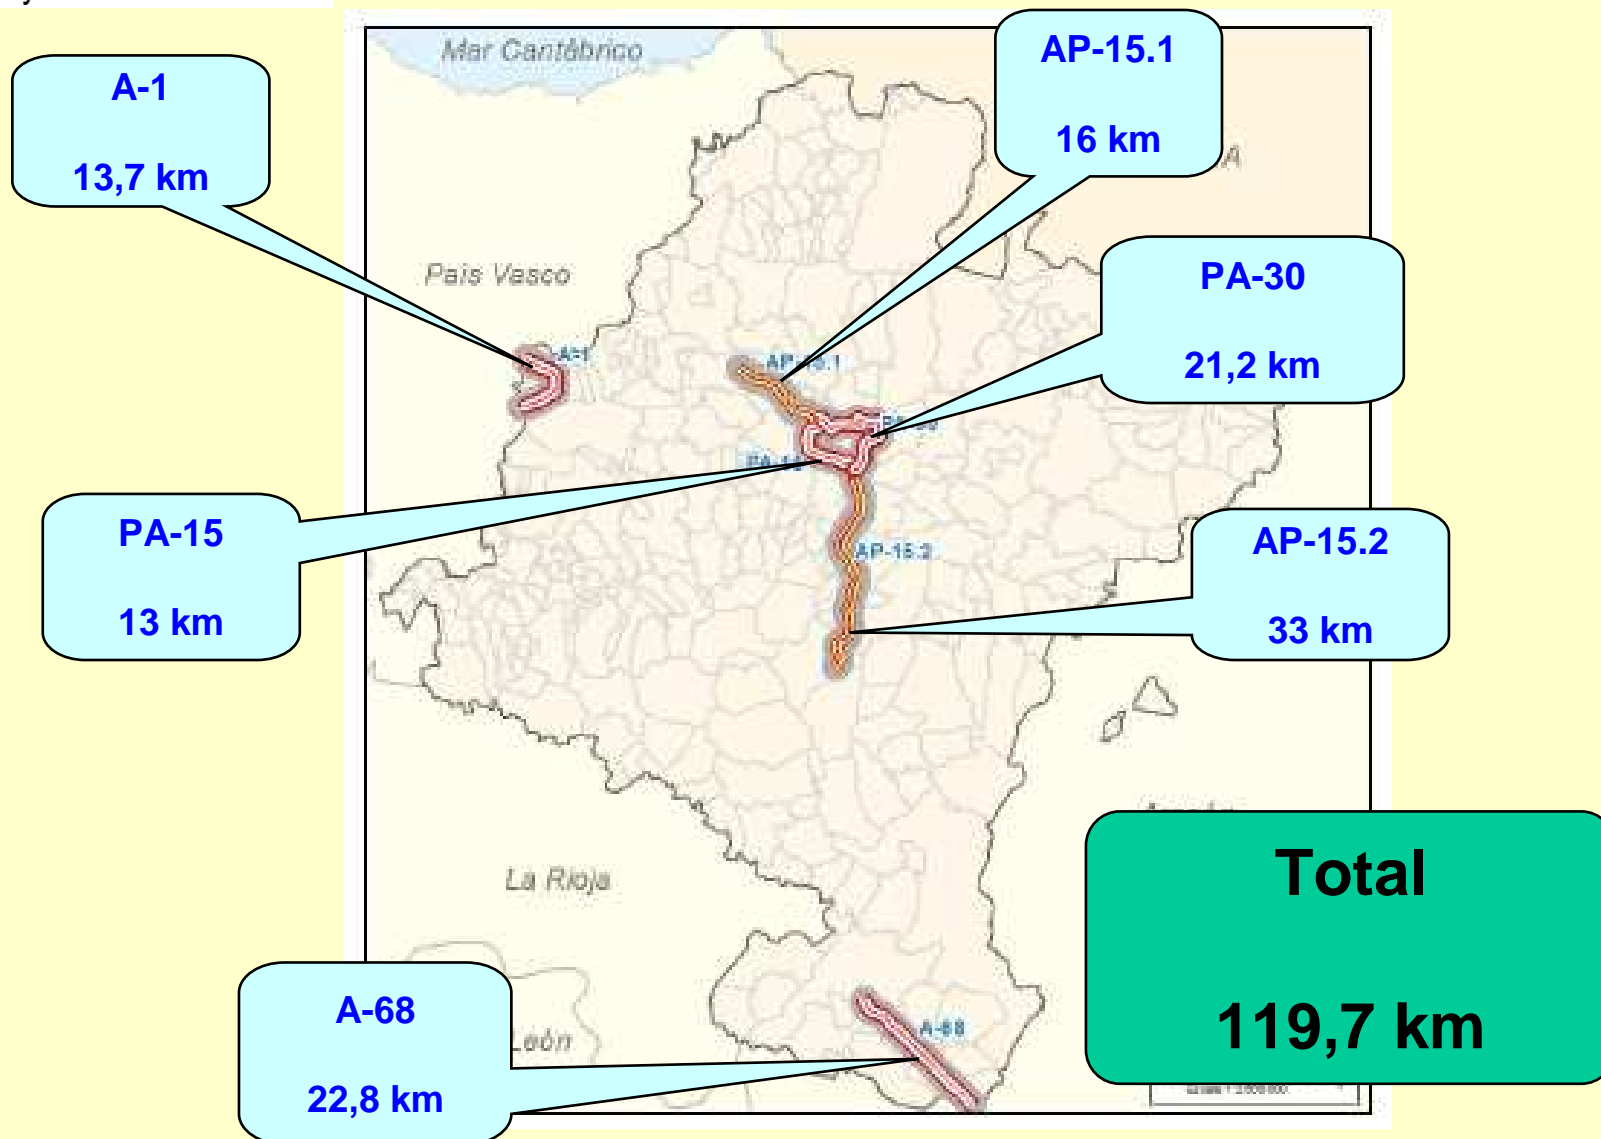 Mar Cantábrico
A-1
13,7 km
AP-15.1
16 km
País Vasco
PA-30
21,2 km
A-1
AP-15.1
PA-15
13 km
AP-15.2
AP-15.2
33 km
La Rioja
Total
119,7 km
A-68
22,8 km
León
A-68